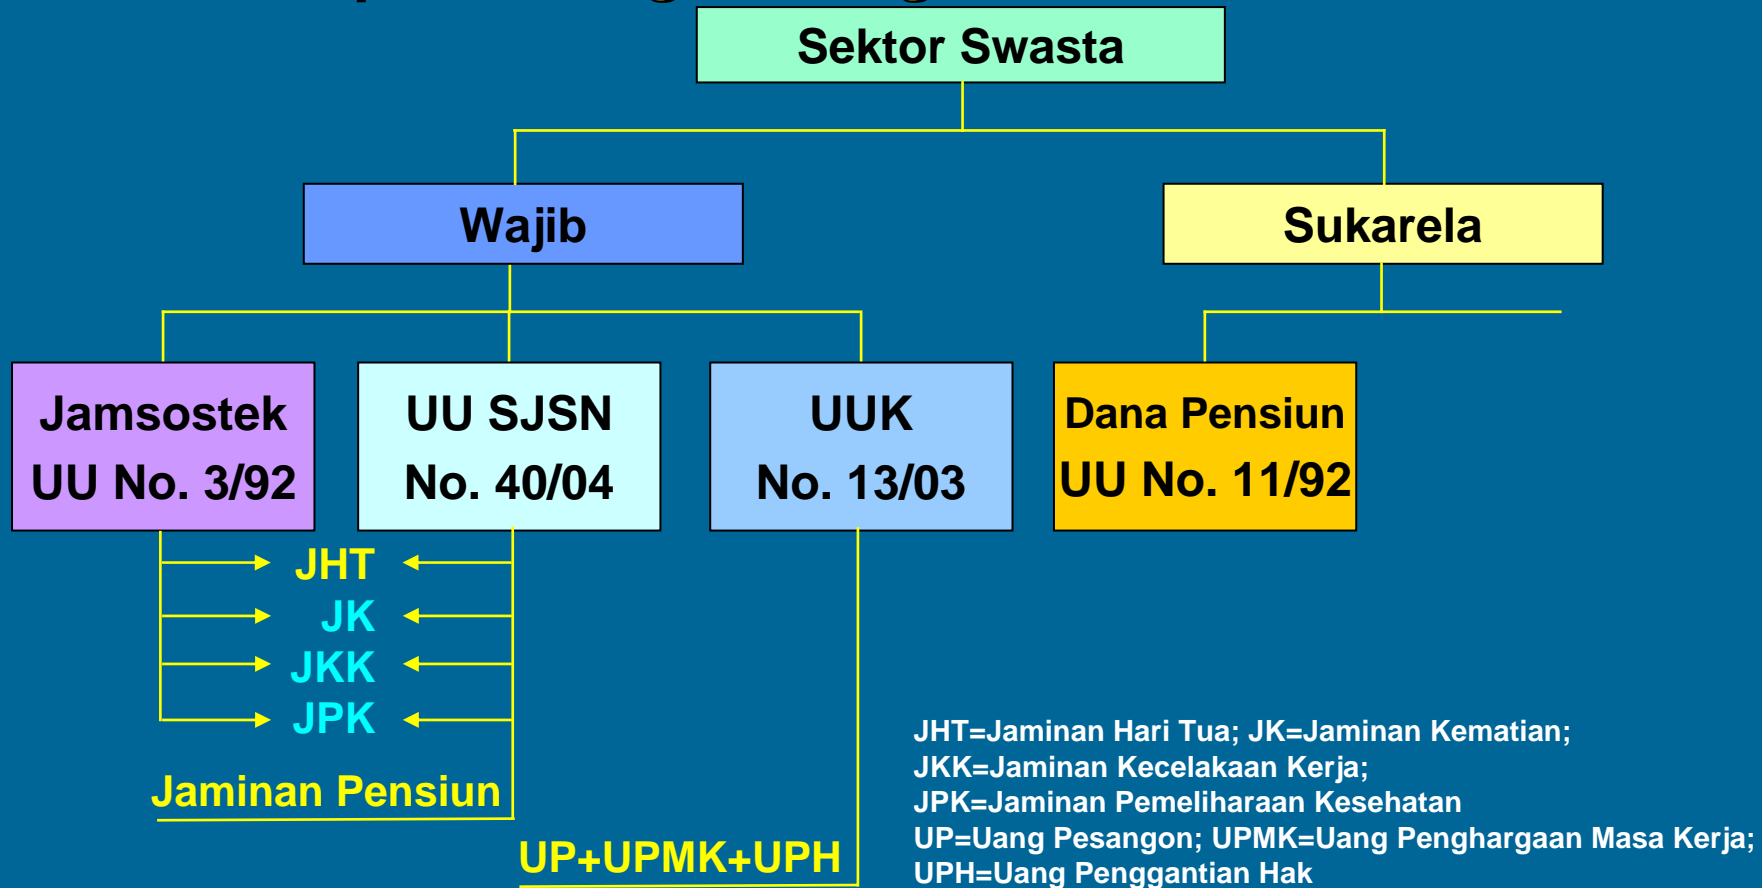 Sektor Swasta
Wajib
Sukarela
Jamsostek
UU No. 3/92
UU SJSN
No. 40/04
UUK
No. 13/03
Dana Pensiun
UU No. 11/92
JHT
JK
JKK
JPK
Jaminan Pensiun
UP+UPMK+UPH
JHT=Jaminan Hari Tua; JK=Jaminan Kematian;
JKK=Jaminan Kecelakaan Kerja;
JPK=Jaminan Pemeliharaan Kesehatan
UP=Uang Pesangon; UPMK=Uang Penghargaan Masa Kerja;
UPH=Uang Penggantian Hak